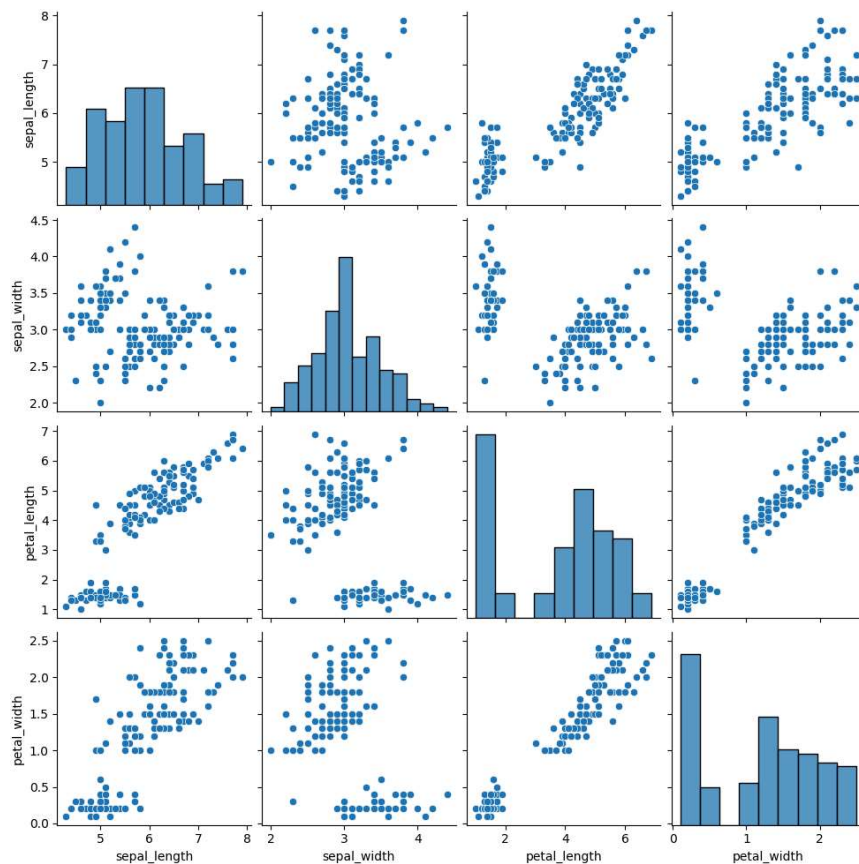 8
7
6
5
sepal_length
4.5
4.0
3.5
3.0
2.5
2.0
sepal_width
7
6
5
4
3
2
1
petal_length
2.5
2.0
1.5
1.0
0.5
0.0
petal_width
5 6 7 8
sepal_length
2 3 4
sepal_width
2 4 6
petal_length
0 1 2
petal_width